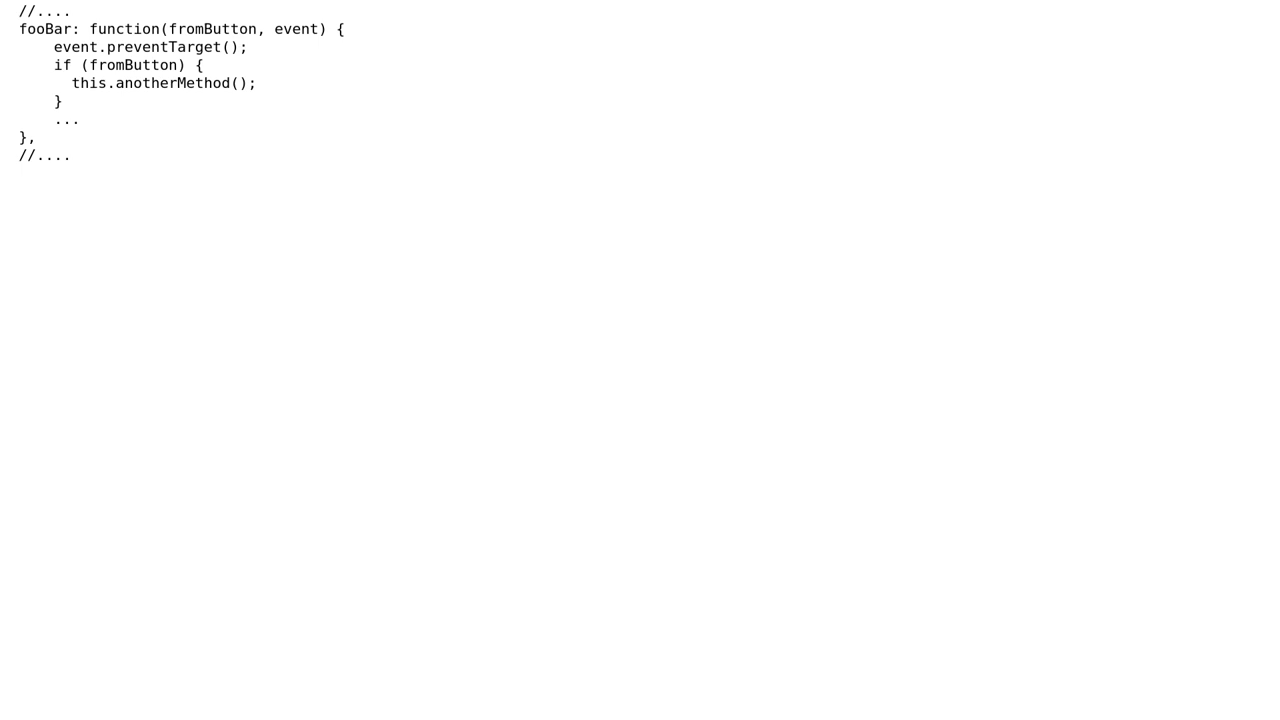 //....
fooBar: function(fromButton, event) {
    event.preventTarget();
    if (fromButton) {
      this.anotherMethod();
    }
    ...
},
//....